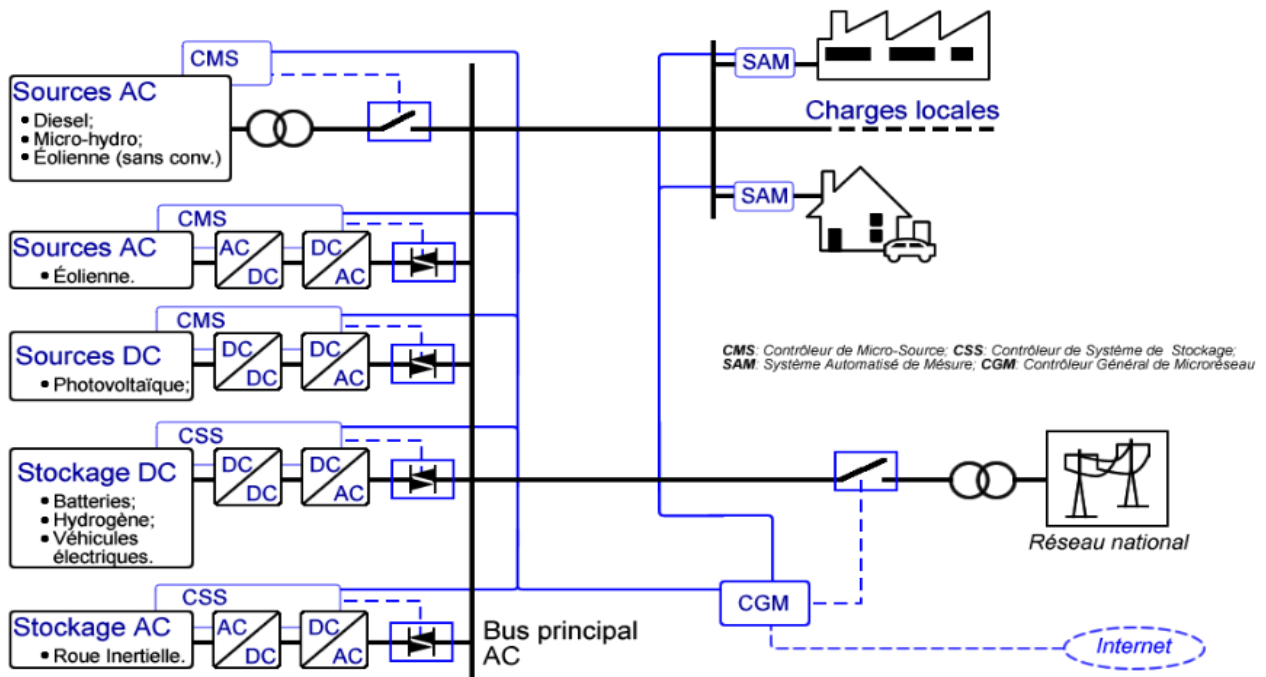 CMS
Sources AC
• Diesel;
• Micro-hydro;
• Éolienne (sans conv.)
SAM
Charges locales
SAM
CMS
Sources AC
• Éolienne.
AC
DC
DC
AC
CMS
Sources DC
• Photovoltaïque;
DC
DC
DC
AC
CMS: Contrôleur de Micro-Source; CSS: Contrôleur de Système de Stockage;
SAM: Système Automatisé de Mésure; CGM: Contrôleur Général de Microréseau
CSS
Stockage DC
• Batteries;
• Hydrogène;
• Véhicules
électriques.
DC
DC
DC
AC
Réseau national
CSS
Stockage AC
• Roue Inertielle.
AC
DC
DC
AC
Bus principal
AC
CGM
Internet